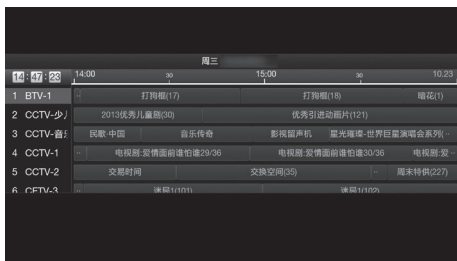 周三
14:47:23 14:00 30 15:00 30 10.23
1 BTV-1 ·· 打狗棍(17) 打狗棍(18) 暗花(1)
2 CCTV-少丿 2013优秀儿童剧(30) 优秀引进动画片(121)
3 CCTV-音乐 民歌·中国 音乐传奇 影视留声机 星光璀璨-世界巨星演唱会系列(··
4 CCTV-1 ·· 电视剧:爱情面前谁怕谁29/36 电视剧:爱情面前谁怕谁30/36 电视剧:爱··
5 CCTV-2 交易时间 交换空间(35) ·· 周末特供(227)
6 CETV-3 ·· 迷局1(101) 迷局1(102)